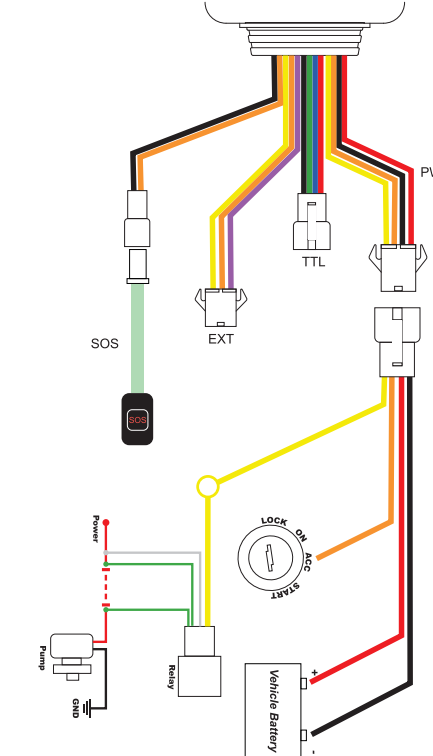 PW
TTL
EXT
SOS
SOS
LOCK
ON
ACC
START
Power
Relay
Pump
GND
+
Vehicle Battery
-